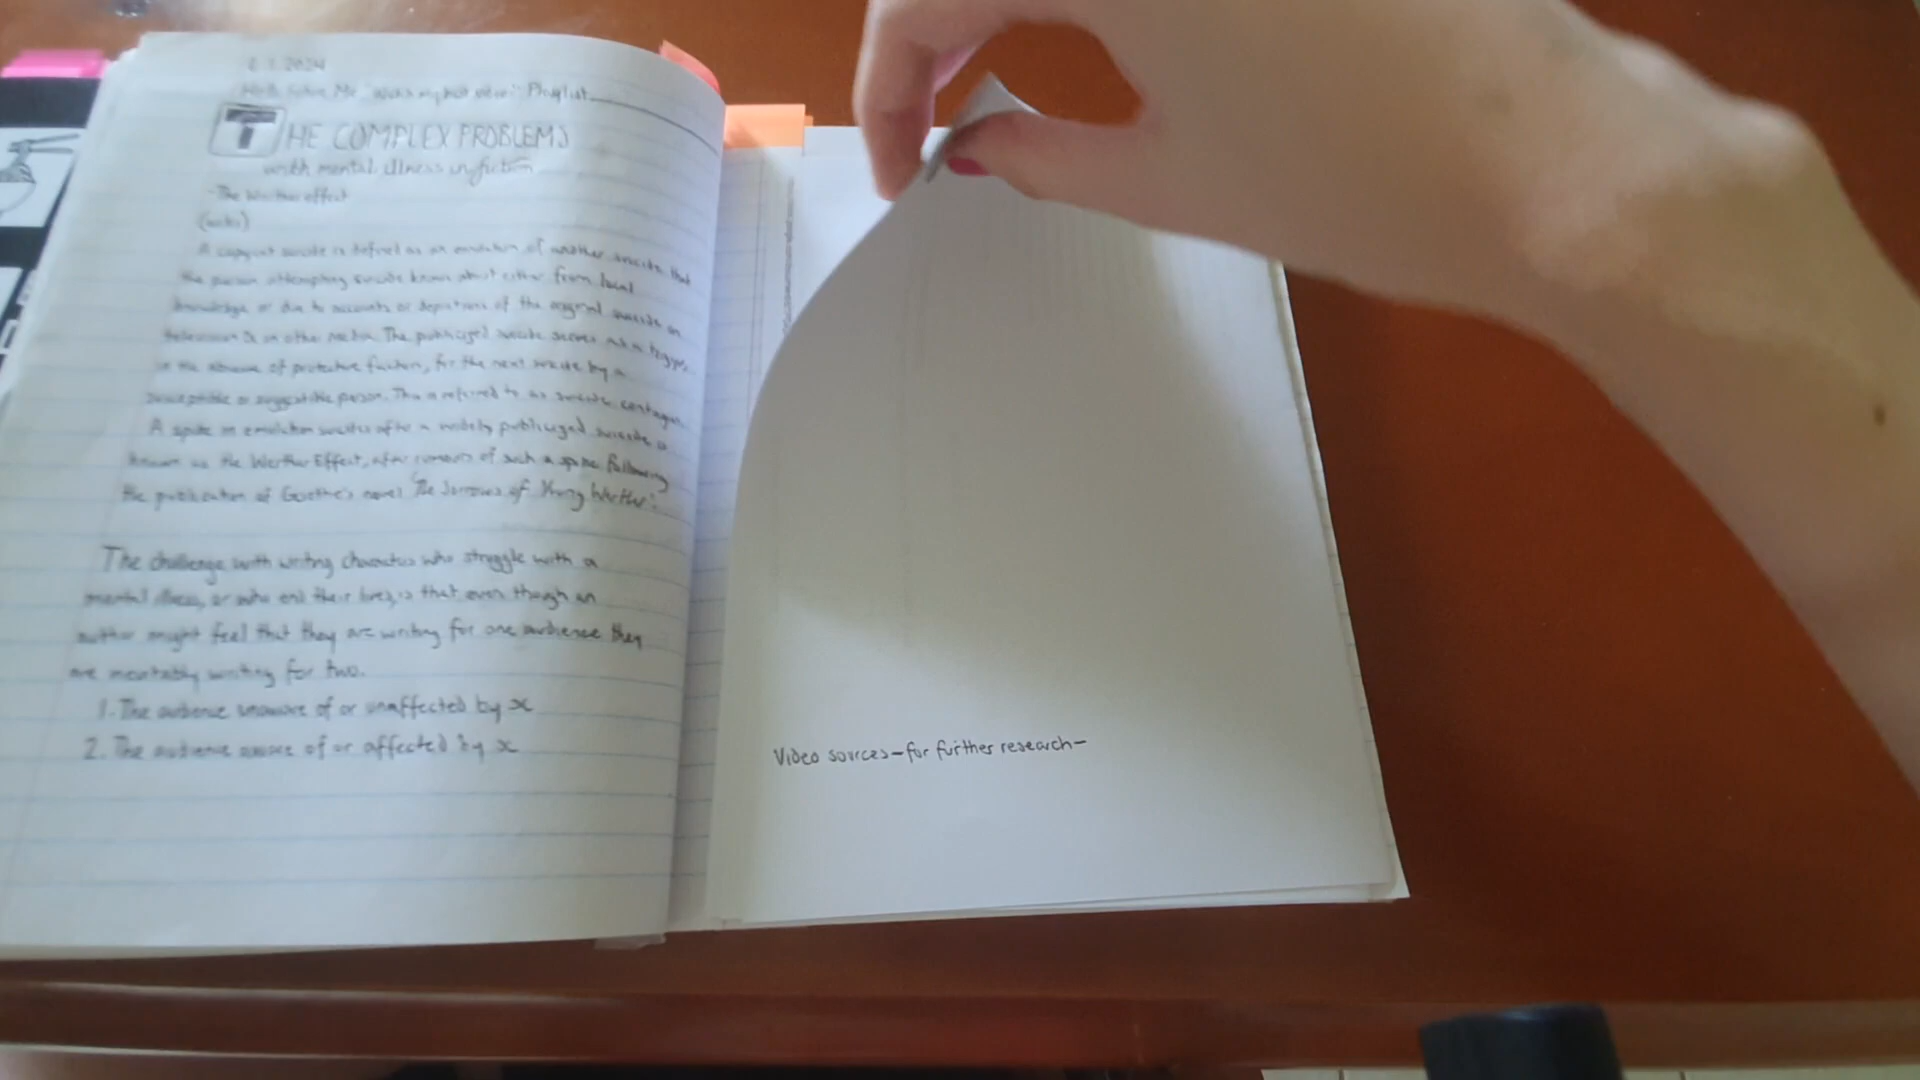 2024
Me Playlist
THE COMPLEX PROBLEMS
with mental illness in fiction
-The Werther effect
(wiki)
A copycat suicide is defined as an emulation of another suicide that
the person attempting suicide knows about either from local
knowledge or due to accounts or depictions of the original suicide on
television & in other media. The publicized suicide serves as a trigger,
in the absence of protective factors, for the next suicide by a
susceptible or suggestible person. This is referred to as suicide contagion.
A spike in emulation suicides after a widely publicized suicide is
known as the Werther Effect, after rumours of such a spike following
the publication of Goethe's novel 'The Sorrows of Young Werther'.
The challenge with writing characters who struggle with a
mental illness, or who end their lives, is that even though an
author might feel that they are writing for one audience they
are inevitably writing for two.
1. The audience unaware of or unaffected by x
2. The audience aware of or affected by x
Video sources-for further research-